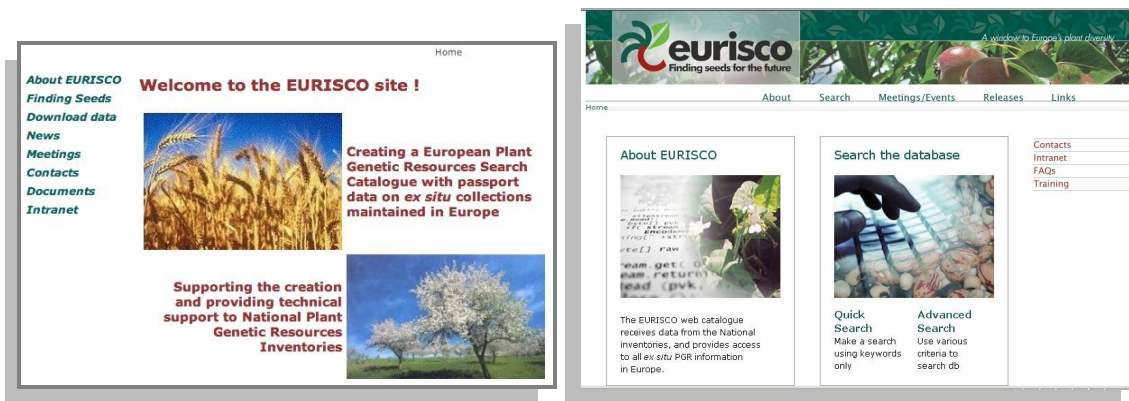 Home
About EURISCO
Finding Seeds
Download data
News
Meetings
Contacts
Documents
Intranet
Welcome to the EURISCO site !
Creating a European Plant
Genetic Resources Search
Catalogue with passport
data on ex situ collections
maintained in Europe
Supporting the creation
and providing technical
support to National Plant
Genetic Resources
Inventories
eurisco
Finding seeds for the future
A window to Europe's plant diversity
About
Search
Meetings/Events
Releases
Links
Home
About EURISCO
The EURISCO web catalogue
receives data from the National
inventories, and provides access
to all ex situ PGR information
in Europe.
Search the database
Quick
Search
Make a search
using keywords
only
Advanced
Search
Use various
criteria to
search db
Contacts
Intranet
FAQs
Training